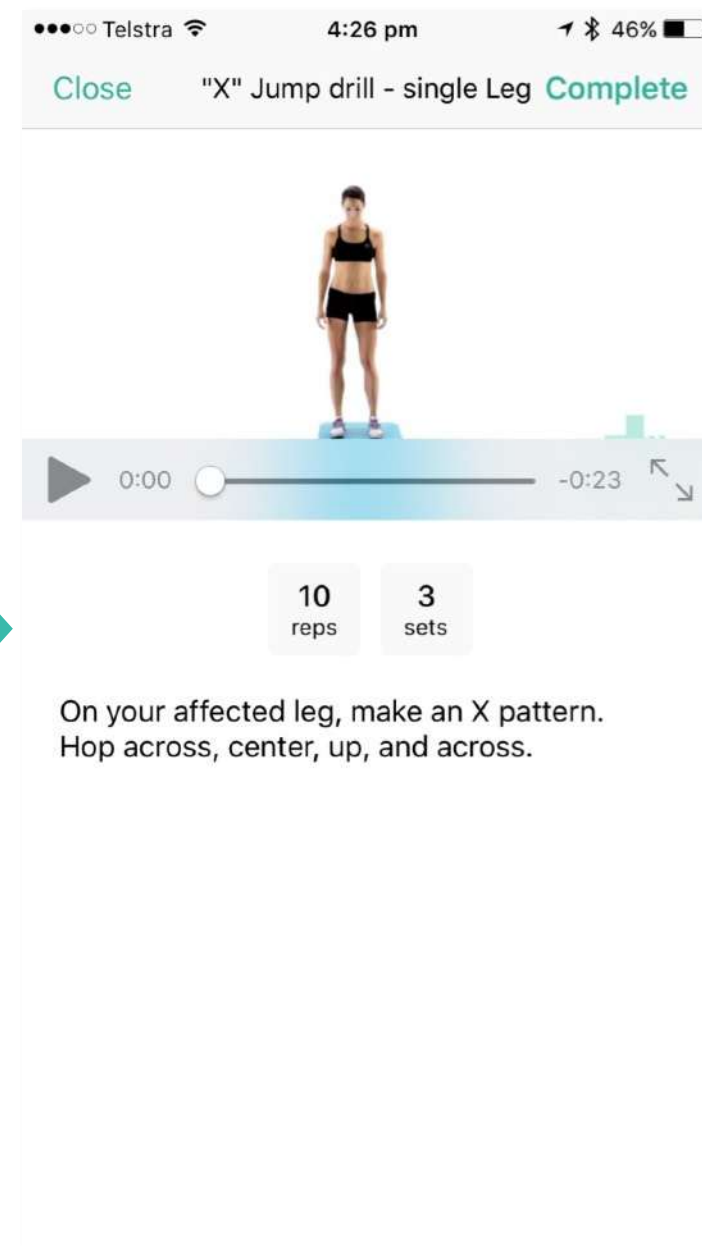 Telstra 4:26 pm 46%
Close "X" Jump drill - single Leg Complete
0:00 -0:23
10 3
reps sets
On your affected leg, make an X pattern.
Hop across, center, up, and across.